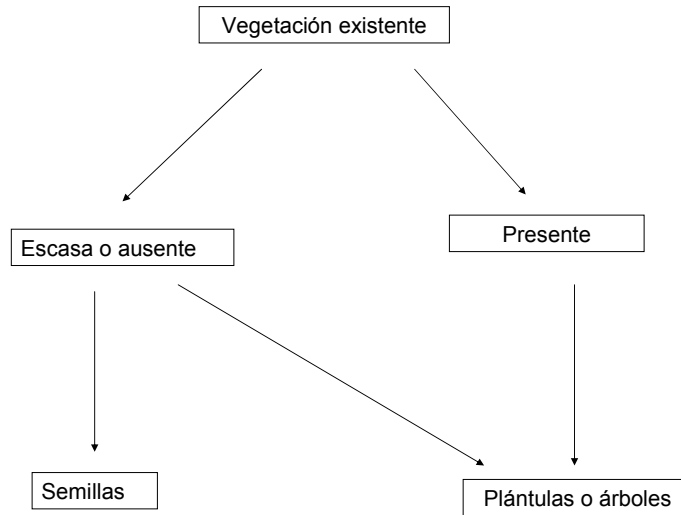 Vegetación existente
Escasa o ausente
Presente
Semillas
Plántulas o árboles